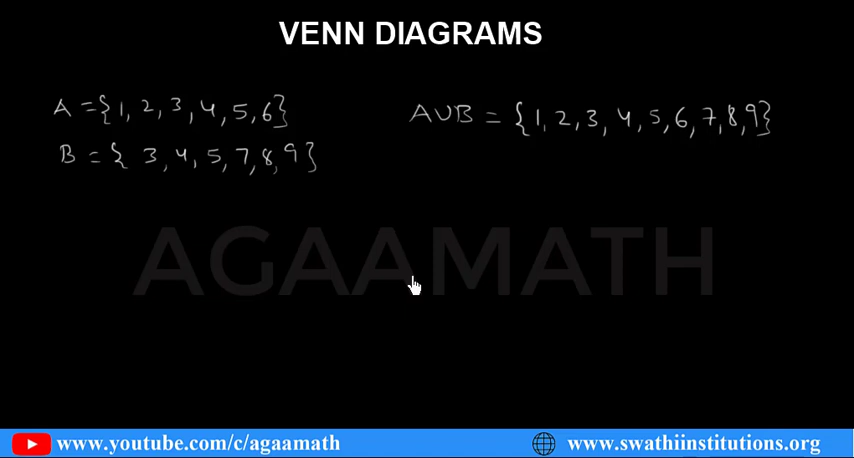 VENN DIAGRAMS
A = {1, 2, 3, 4, 5, 6}
A∪B = {1, 2, 3, 4, 5, 6, 7, 8, 9}
B = { 3, 4, 5, 7, 8, 9 }
AGAAMATH
www.youtube.com/c/agaamath
www.swathiinstitutions.org